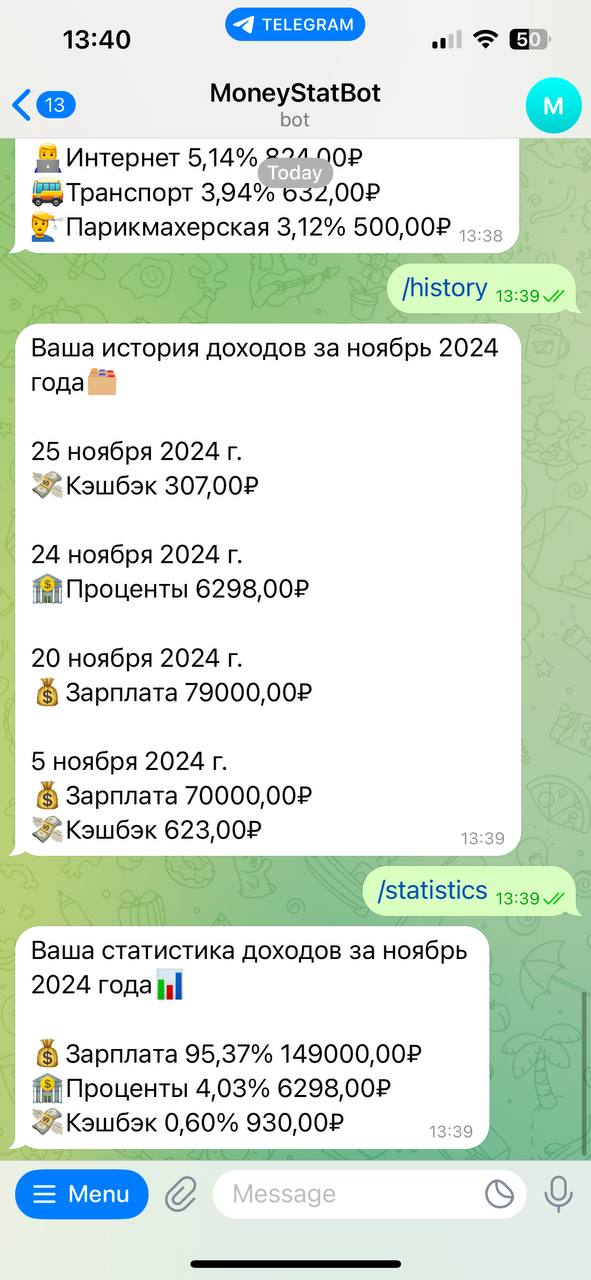 13:40
TELEGRAM
50
13
MoneyStatBot
bot
M
Интернет 5,14% 824,00₽
Today
Транспорт 3,94% 632,00₽
Парикмахерская 3,12% 500,00₽
13:38
/history
13:39
Ваша история доходов за ноябрь 2024
года
25 ноября 2024 г.
Кэшбэк 307,00₽
24 ноября 2024 г.
Проценты 6298,00₽
20 ноября 2024 г.
Зарплата 79000,00₽
5 ноября 2024 г.
Зарплата 70000,00₽
Кэшбэк 623,00₽
13:39
/statistics
13:39
Ваша статистика доходов за ноябрь
2024 года
Зарплата 95,37% 149000,00₽
Проценты 4,03% 6298,00₽
Кэшбэк 0,60% 930,00₽
13:39
Menu
Message